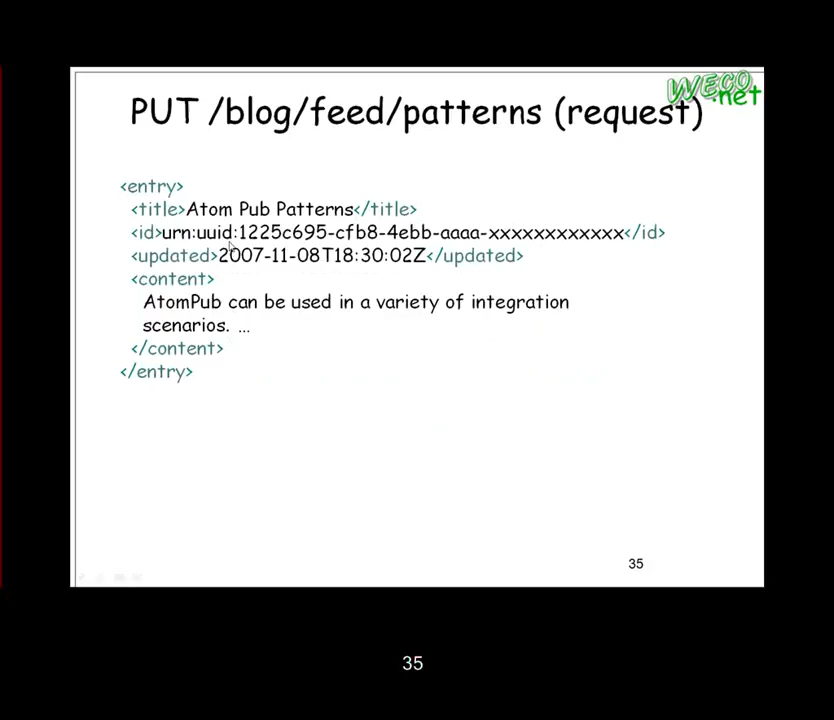 WECO
.net
PUT /blog/feed/patterns (request)
<entry>
<title>Atom Pub Patterns</title>
<id>urn:uuid:1225c695-cfb8-4ebb-aaaa-xxxxxxxxxxxx</id>
<updated>2007-11-08T18:30:02Z</updated>
<content>
AtomPub can be used in a variety of integration
scenarios. ...
</content>
</entry>
35
35